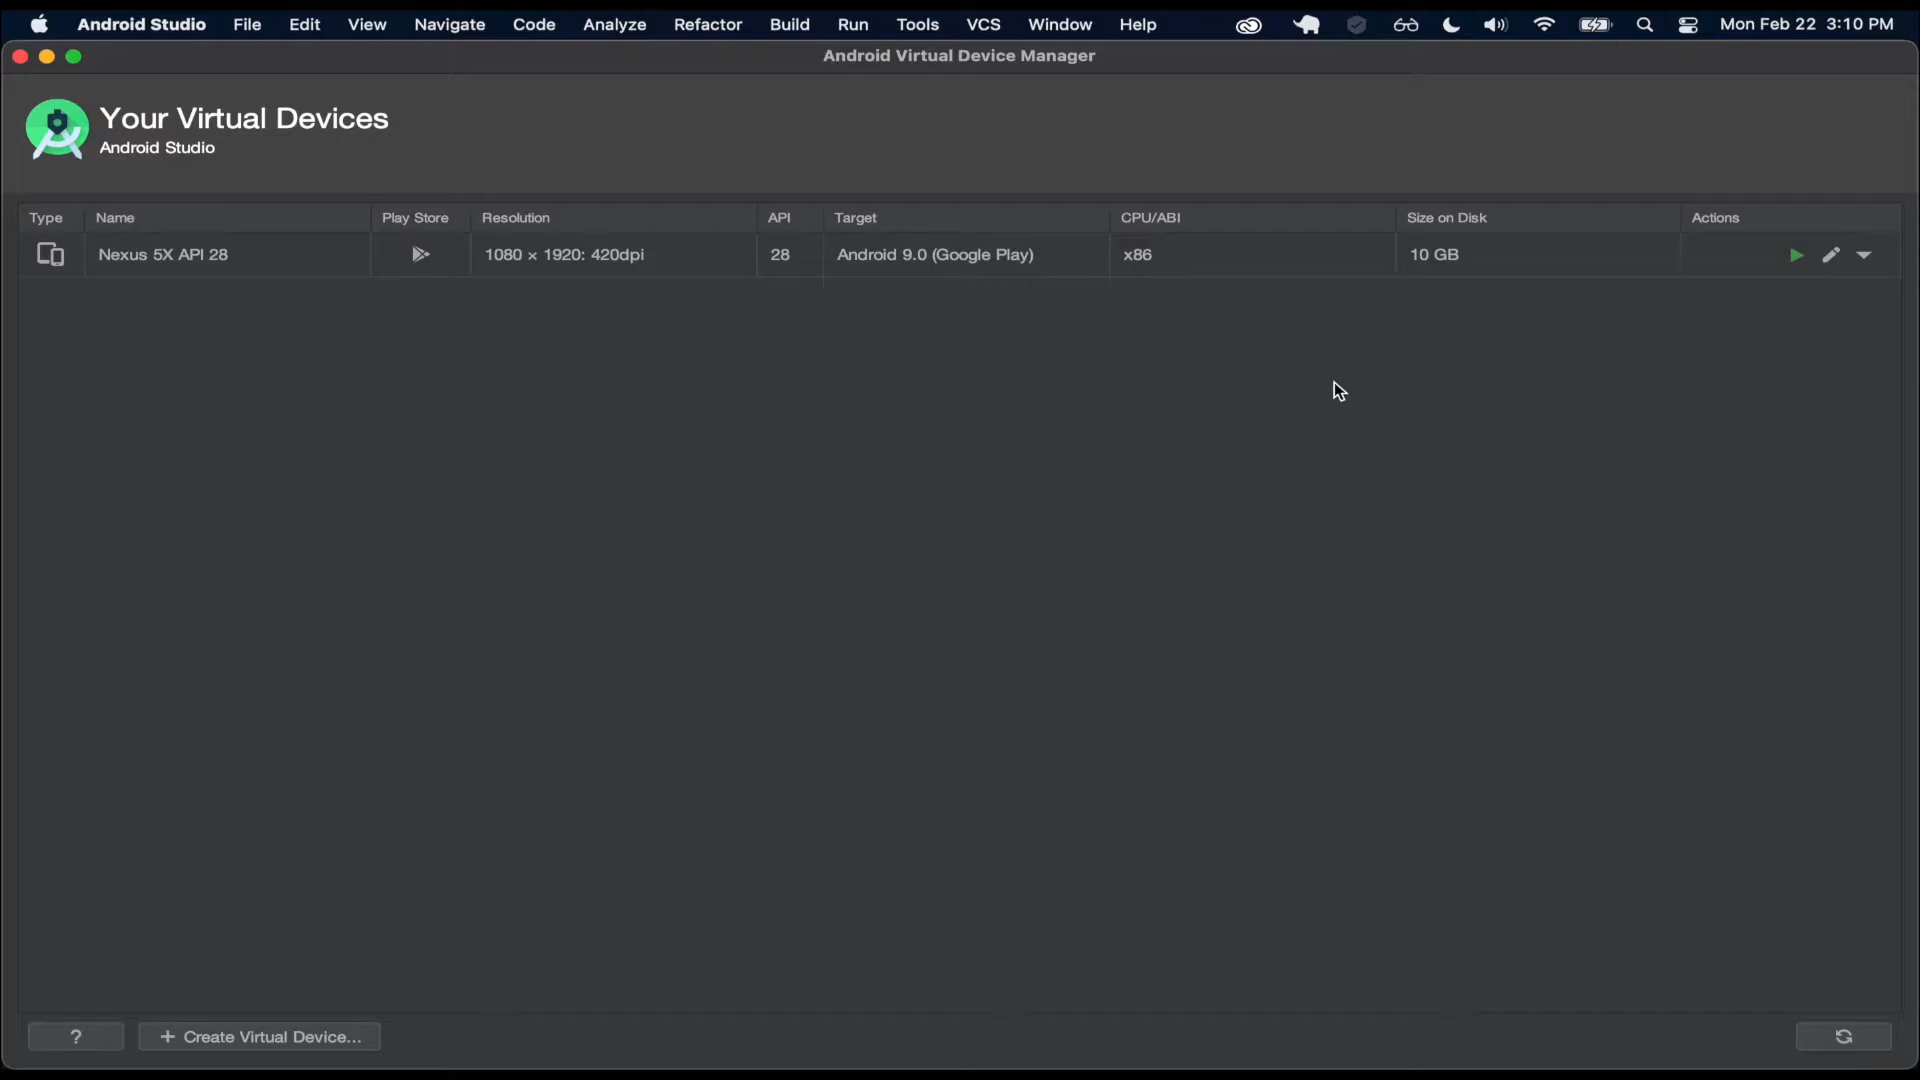 Android Studio File Edit View Navigate Code Analyze Refactor Build Run Tools VCS Window Help Mon Feb 22 3:10 PM
Android Virtual Device Manager
Your Virtual Devices
Android Studio
Type Name Play Store Resolution API Target CPU/ABI Size on Disk Actions
Nexus 5X API 28 1080 × 1920: 420dpi 28 Android 9.0 (Google Play) x86 10 GB
? + Create Virtual Device...